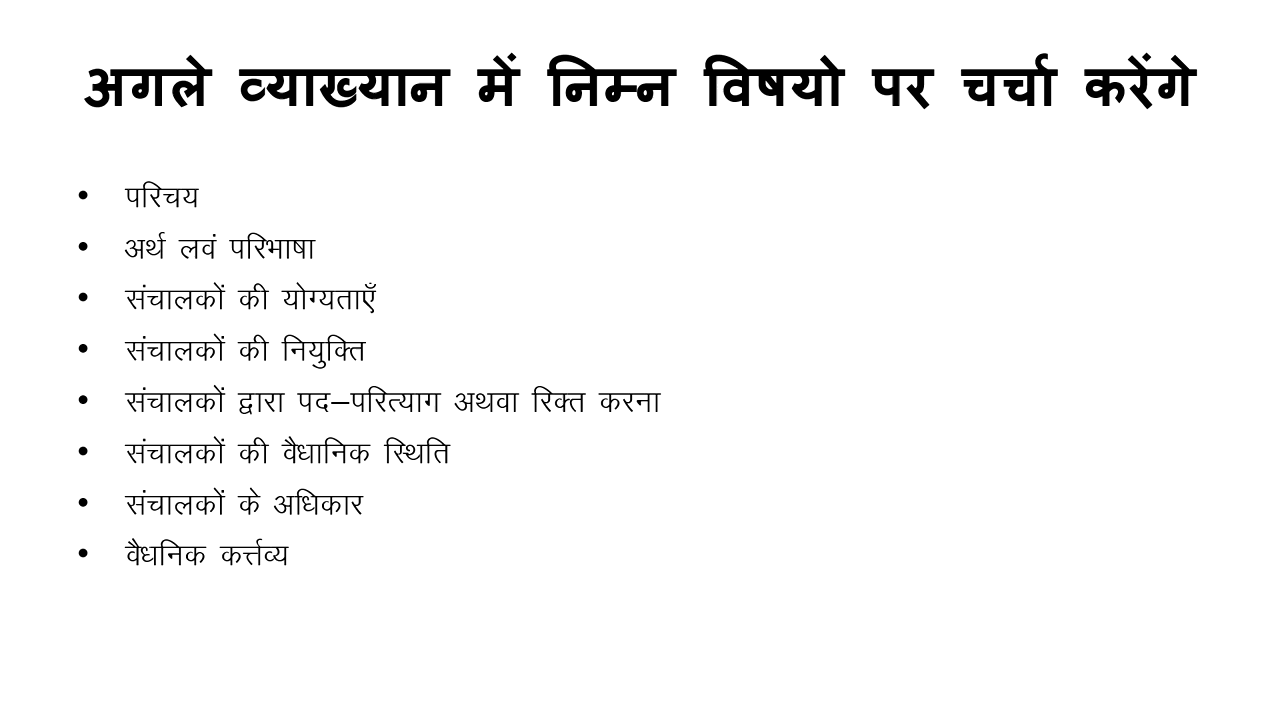 अगले व्याख्यान में निम्न विषयो पर चर्चा करेंगे
• परिचय
• अर्थ लवं परिभाषा
• संचालकों की योग्यताएँ
• संचालकों की नियुक्ति
• संचालकों द्वारा पद–परित्याग अथवा रिक्त करना
• संचालकों की वैधानिक स्थिति
• संचालकों के अधिकार
• वैधनिक कर्त्तव्य